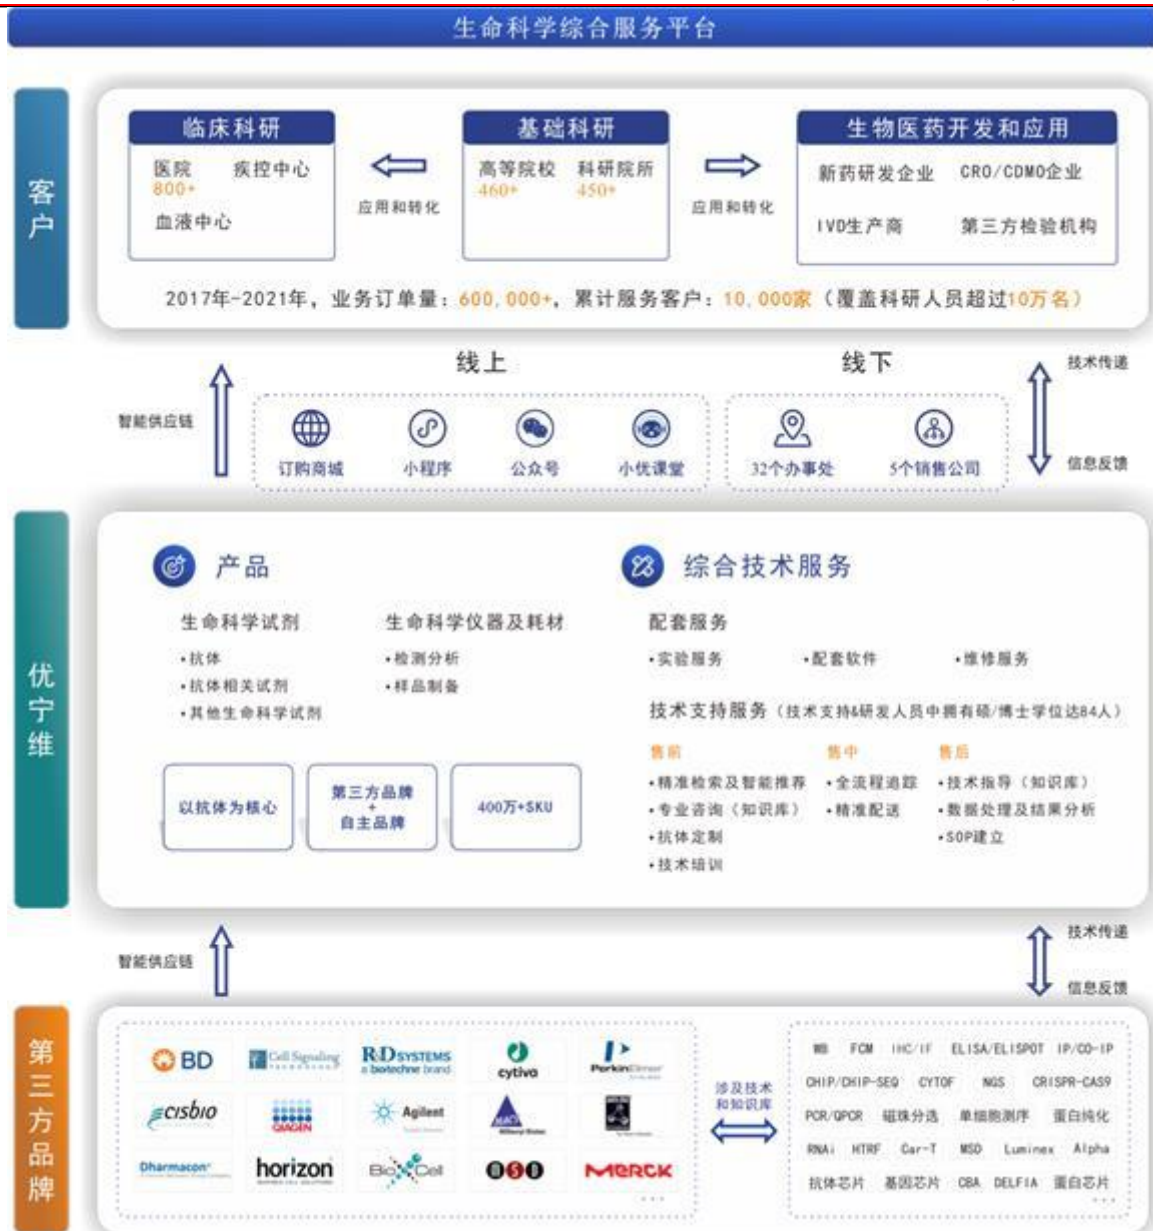 生命科学综合服务平台
客户
临床科研
医院 疾控中心
800+
血液中心
应用和转化
基础科研
高等院校 科研院所
460+ 450+
应用和转化
生物医药开发和应用
新药研发企业 CRO/CDMO企业
IVD生产商 第三方检验机构
2017年-2021年，业务订单量：600,000+，累计服务客户：10,000家（覆盖科研人员超过10万名）
智能供应链
线上
订购商城 小程序 公众号 小优课堂
线下
32个办事处 5个销售公司
技术传递
信息反馈
优宁维
产品
生命科学试剂
·抗体
·抗体相关试剂
·其他生命科学试剂
生命科学仪器及耗材
·检测分析
·样品制备
以抗体为核心
第三方品牌
+
自主品牌
400万+SKU
综合技术服务
配套服务
·实验服务 ·配套软件 ·维修服务
技术支持服务（技术支持&研发人员中拥有硕/博士学位达84人）
售前
·精准检索及智能推荐
·专业咨询（知识库）
·抗体定制
·技术培训
售中
·全流程追踪
·精准配送
售后
·技术指导（知识库）
·数据处理及结果分析
·SOP建立
智能供应链
技术传递
信息反馈
第三方品牌
BD
Cell Signaling
R&D SYSTEMS
a biotechne brand
cytiva
PerkinElmer
cisbio
QIAGEN
Agilent
MACS
Miltenyi Biotec
Dharmacon
horizon
BioXCell
MSD
MERCK
...
涉及技术
和知识库
WB FCM IHC/IF ELISA/ELISPOT IP/CO-IP
CHIP/CHIP-SEQ CYTOF NGS CRISPR-CAS9
PCR/QPCR 磁珠分选 单细胞测序 蛋白纯化
RNAi HTRF Car-T MSD Luminex Alpha
抗体芯片 基因芯片 CBA DELFIA 蛋白芯片
...